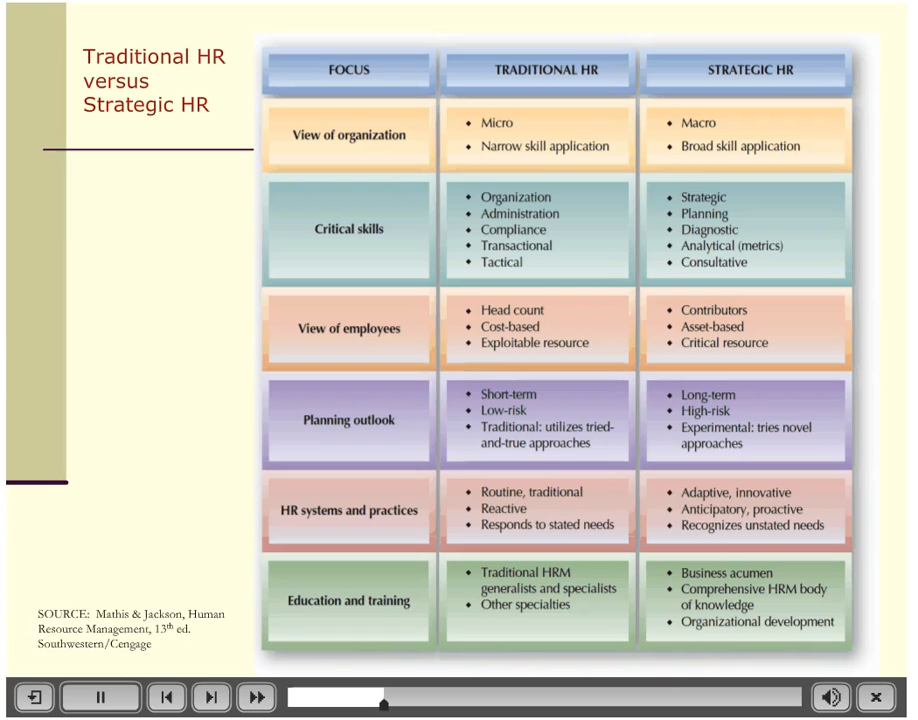 Traditional HR
versus
Strategic HR
FOCUS
TRADITIONAL HR
STRATEGIC HR
View of organization
Micro
Narrow skill application
Macro
Broad skill application
Critical skills
Organization
Administration
Compliance
Transactional
Tactical
Strategic
Planning
Diagnostic
Analytical (metrics)
Consultative
View of employees
Head count
Cost-based
Exploitable resource
Contributors
Asset-based
Critical resource
Planning outlook
Short-term
Low-risk
Traditional: utilizes tried-
and-true approaches
Long-term
High-risk
Experimental: tries novel
approaches
HR systems and practices
Routine, traditional
Reactive
Responds to stated needs
Adaptive, innovative
Anticipatory, proactive
Recognizes unstated needs
Education and training
Traditional HRM
generalists and specialists
Other specialties
Business acumen
Comprehensive HRM body
of knowledge
Organizational development
SOURCE: Mathis & Jackson, Human
Resource Management, 13th ed.
Southwestern/Cengage